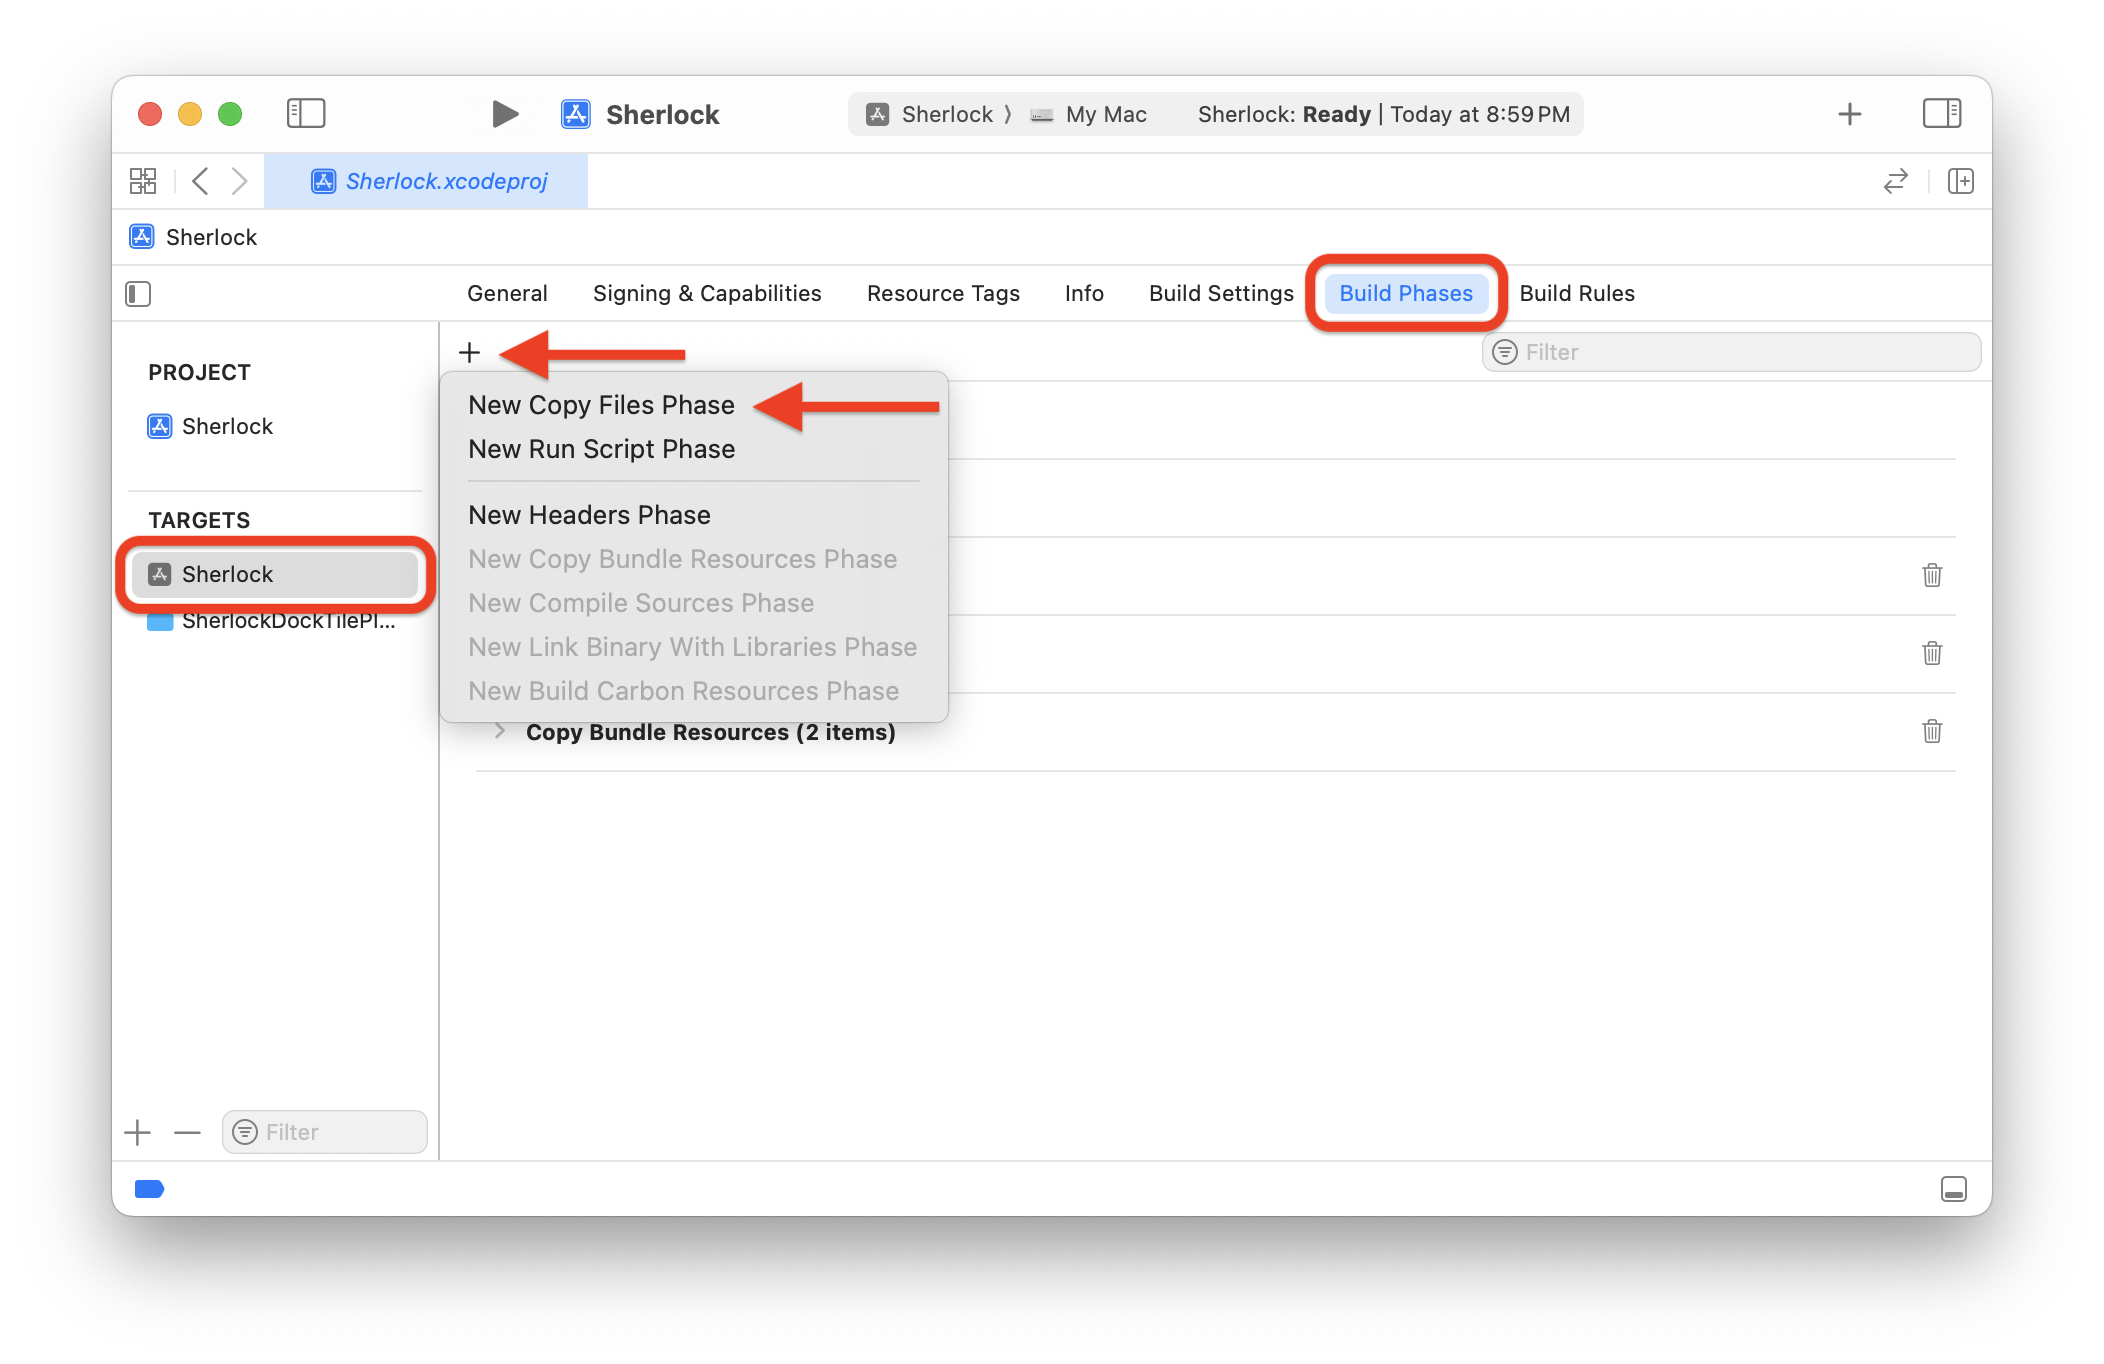 Sherlock
Sherlock 〉 My Mac
Sherlock: Ready | Today at 8:59 PM
Sherlock.xcodeproj
Sherlock
General
Signing & Capabilities
Resource Tags
Info
Build Settings
Build Phases
Build Rules
PROJECT
Sherlock
TARGETS
Sherlock
SherlockDockTilePl...
Filter
Filter
New Copy Files Phase
New Run Script Phase
New Headers Phase
New Copy Bundle Resources Phase
New Compile Sources Phase
New Link Binary With Libraries Phase
New Build Carbon Resources Phase
Copy Bundle Resources (2 items)